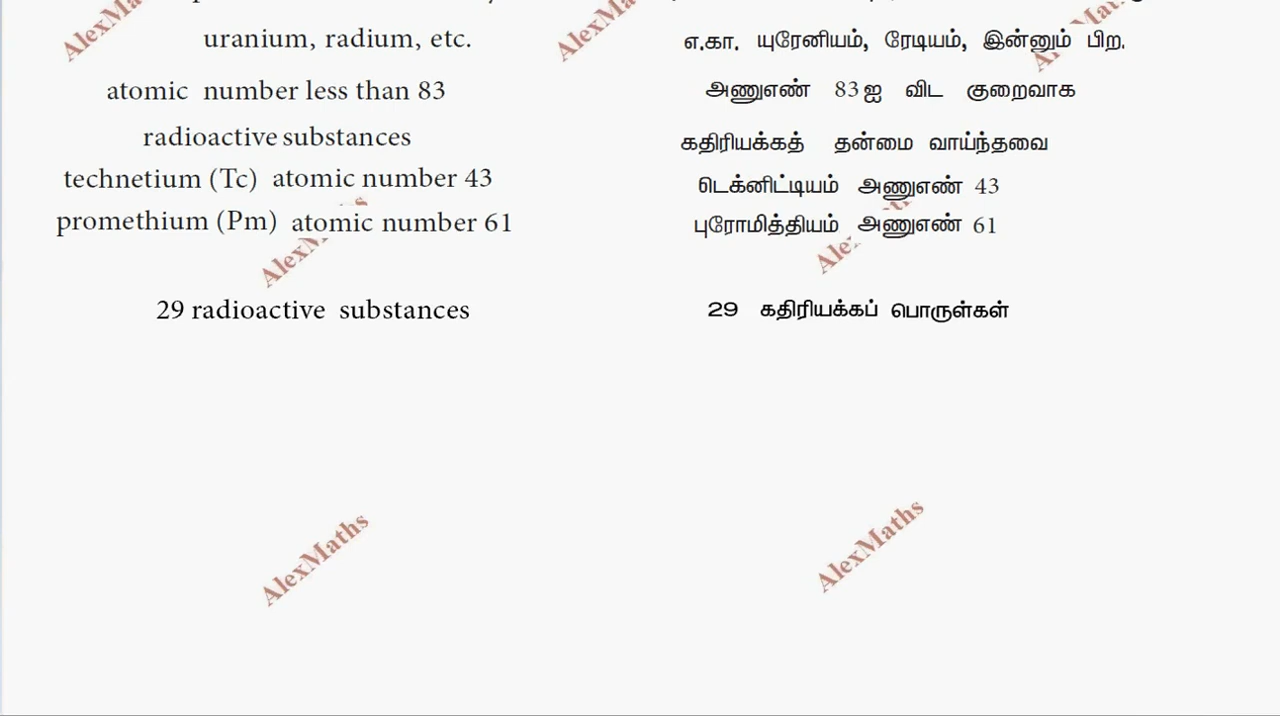 uranium, radium, etc.
atomic number less than 83
radioactive substances
technetium (Tc) atomic number 43
promethium (Pm) atomic number 61
29 radioactive substances
எ.கா. யுரேனியம், ரேடியம், இன்னும் பிற.
அணுஎண் 83ஐ விட குறைவாக
கதிரியக்கத் தன்மை வாய்ந்தவை
டெக்னிட்டியம் அணுஎண் 43
புரோமித்தியம் அணுஎண் 61
29 கதிரியக்கப் பொருள்கள்
AlexMaths
AlexMaths